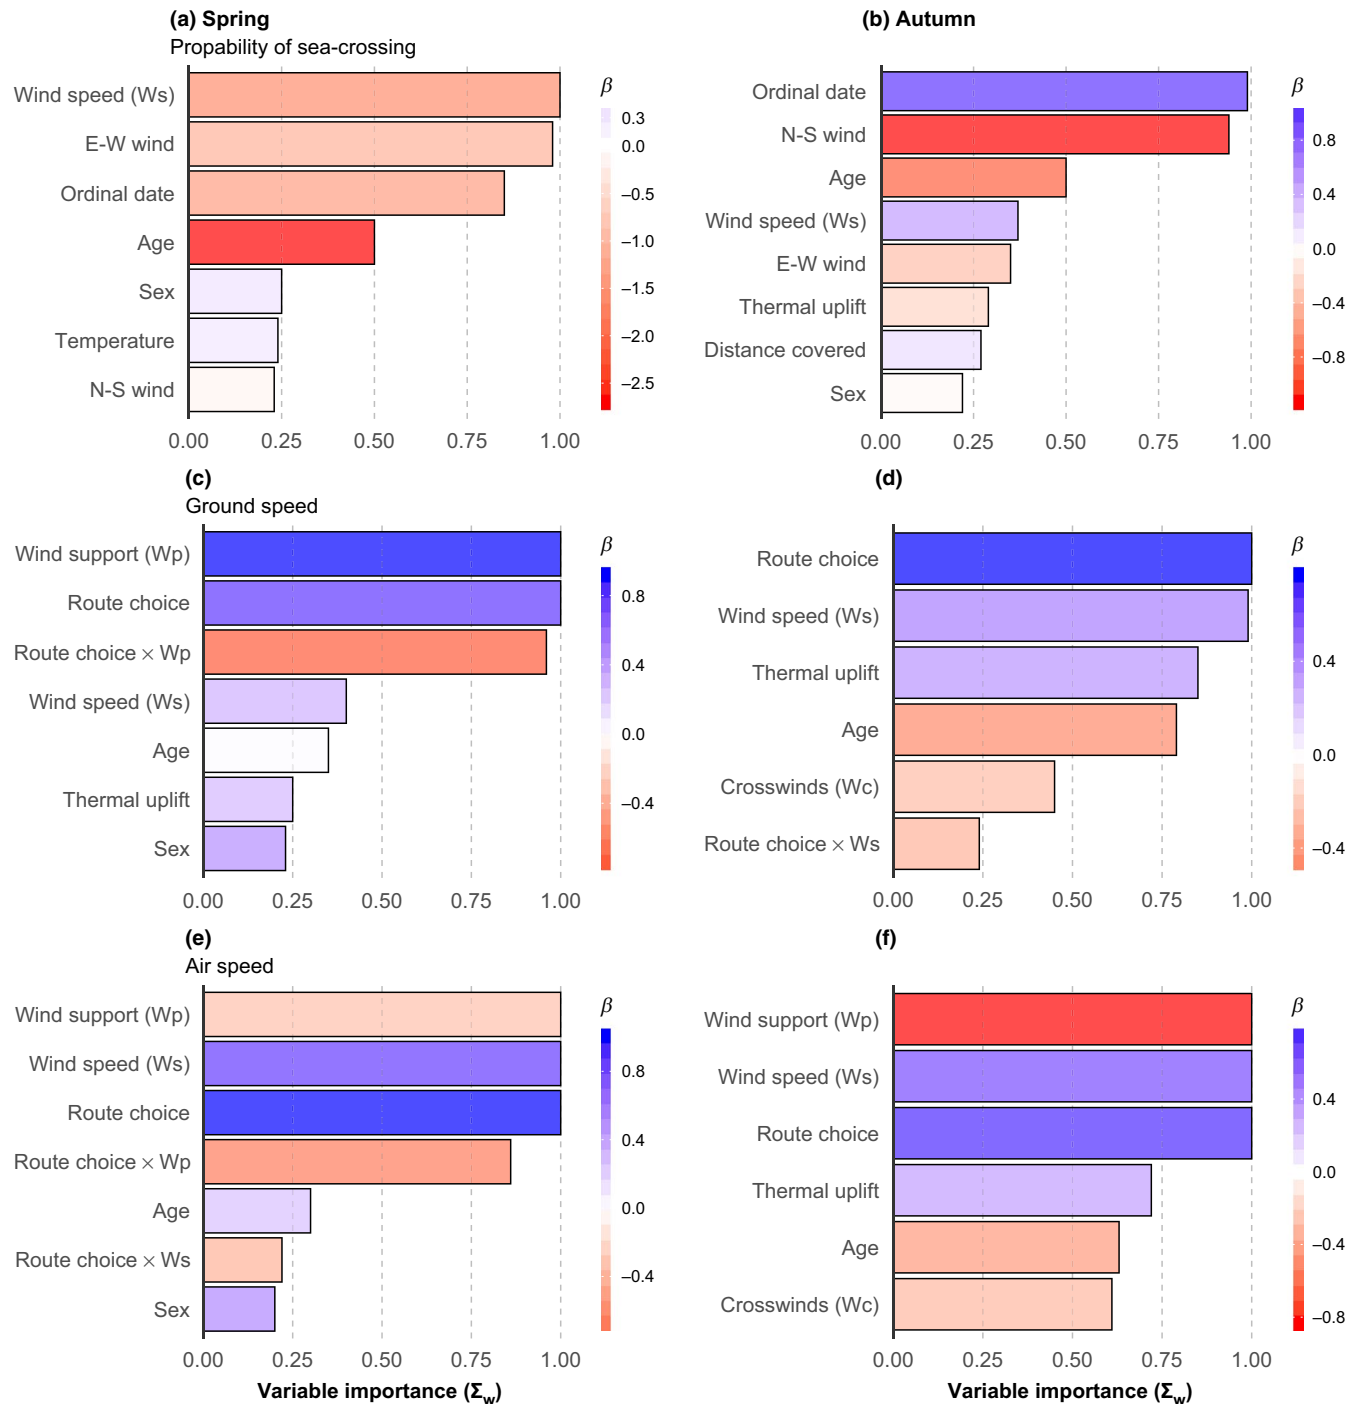 (a) Spring
Propability of sea-crossing
Wind speed (Ws)
E-W wind
Ordinal date
Age
Sex
Temperature
N-S wind
0.00 0.25 0.50 0.75 1.00
β
0.3
0.0
−0.5
−1.0
−1.5
−2.0
−2.5
(b) Autumn
Ordinal date
N-S wind
Age
Wind speed (Ws)
E-W wind
Thermal uplift
Distance covered
Sex
0.00 0.25 0.50 0.75 1.00
β
0.8
0.4
0.0
−0.4
−0.8
(c)
Ground speed
Wind support (Wp)
Route choice
Route choice × Wp
Wind speed (Ws)
Age
Thermal uplift
Sex
0.00 0.25 0.50 0.75 1.00
β
0.8
0.4
0.0
−0.4
(d)
Route choice
Wind speed (Ws)
Thermal uplift
Age
Crosswinds (Wc)
Route choice × Ws
0.00 0.25 0.50 0.75 1.00
β
0.4
0.0
−0.4
(e)
Air speed
Wind support (Wp)
Wind speed (Ws)
Route choice
Route choice × Wp
Age
Route choice × Ws
Sex
0.00 0.25 0.50 0.75 1.00
Variable importance (Σw)
β
0.8
0.4
0.0
−0.4
(f)
Wind support (Wp)
Wind speed (Ws)
Route choice
Thermal uplift
Age
Crosswinds (Wc)
0.00 0.25 0.50 0.75 1.00
Variable importance (Σw)
β
0.4
0.0
−0.4
−0.8